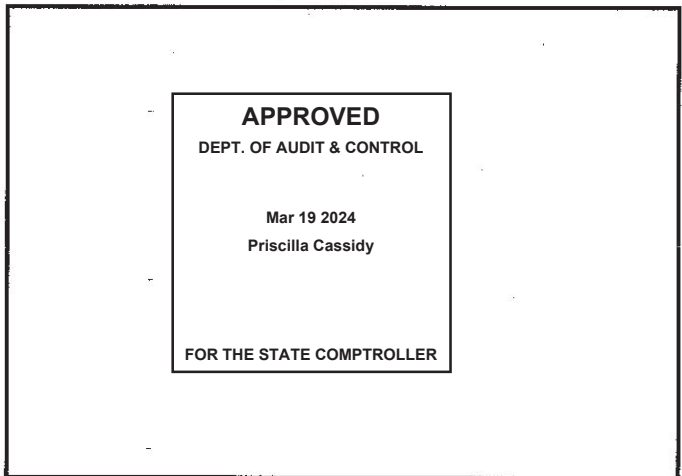 APPROVED
DEPT. OF AUDIT & CONTROL
Mar 19 2024
Priscilla Cassidy
FOR THE STATE COMPTROLLER